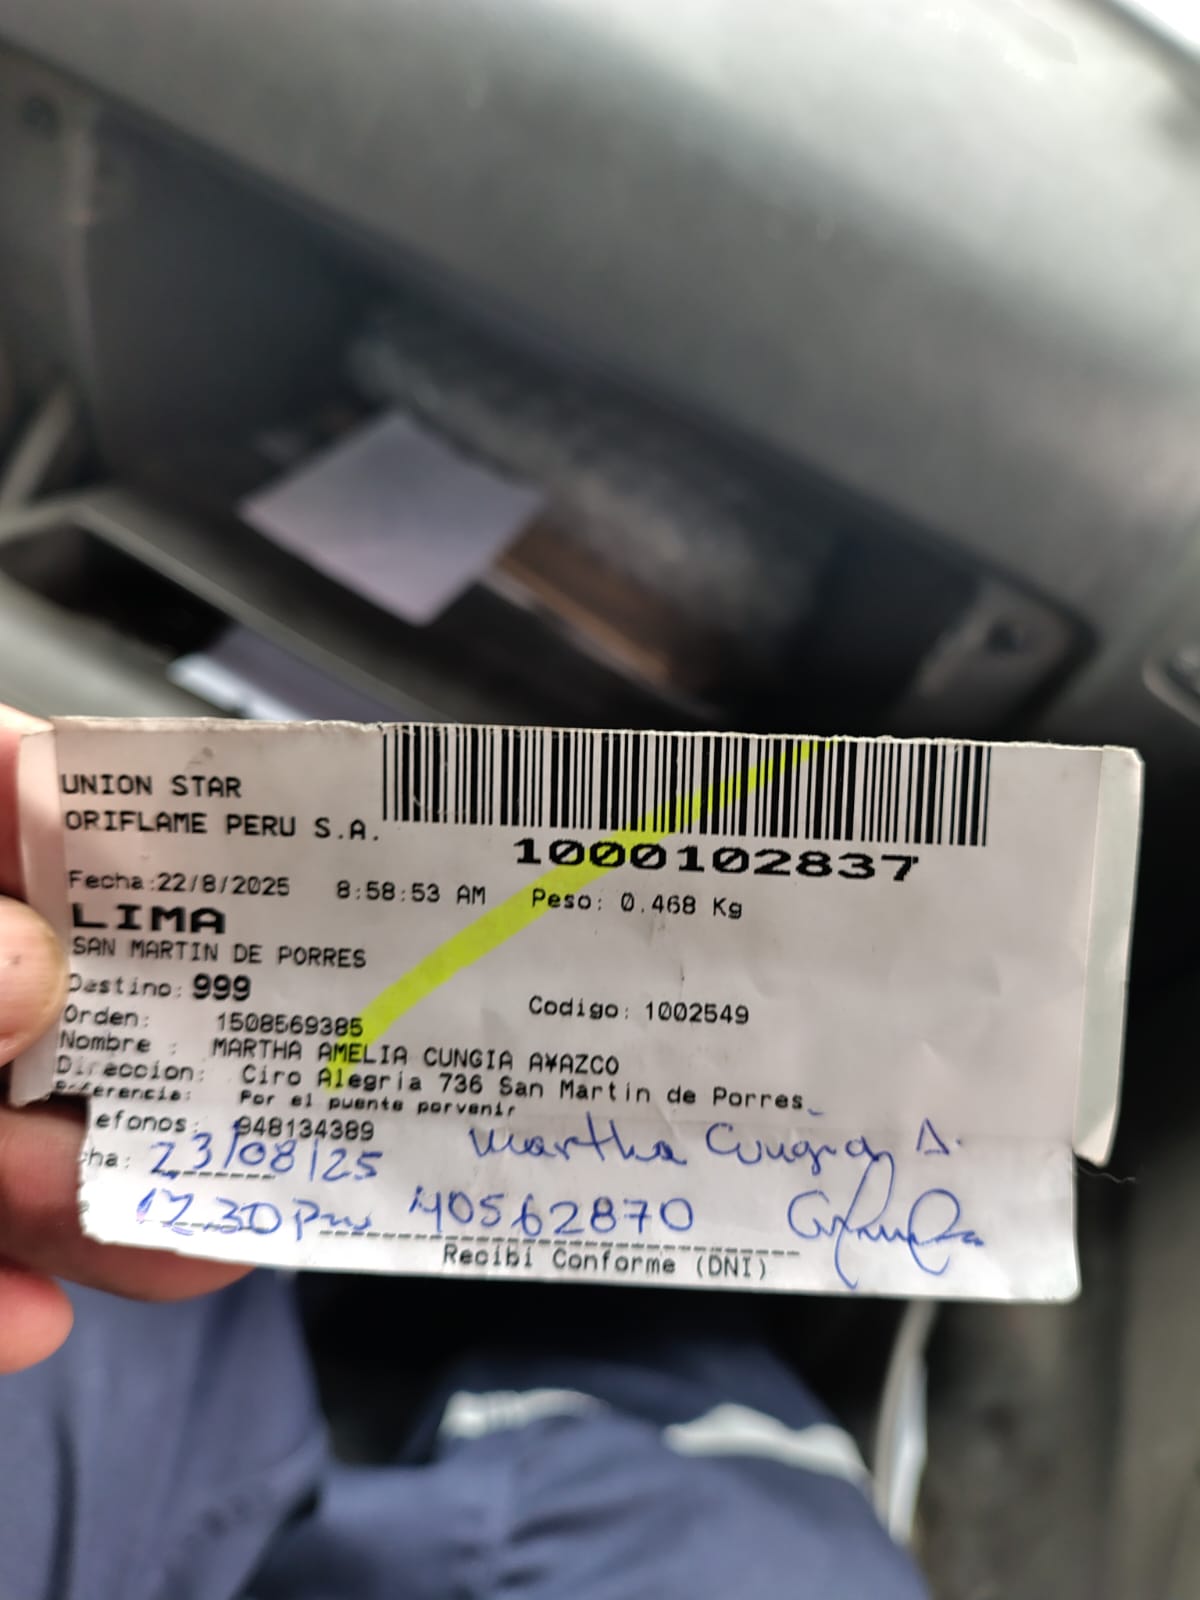 UNION STAR
ORIFLAME PERU S.A.
1000102837
Fecha:22/8/2025 8:58:53 AM Peso: 0.468 Kg
LIMA
SAN MARTIN DE PORRES
Destino: 999
Codigo: 1002549
Orden: 1508569385
Nombre : MARTHA AMELIA CUNGIA A¥AZCO
Direccion: Ciro Alegria 736 San Martin de Porres
Referencia: Por el puente porvenir
efonos: 948134389
Martha Cungia A.
cha: 23/08/25
12.30 Pm 40562870
Recibi Conforme (DNI)